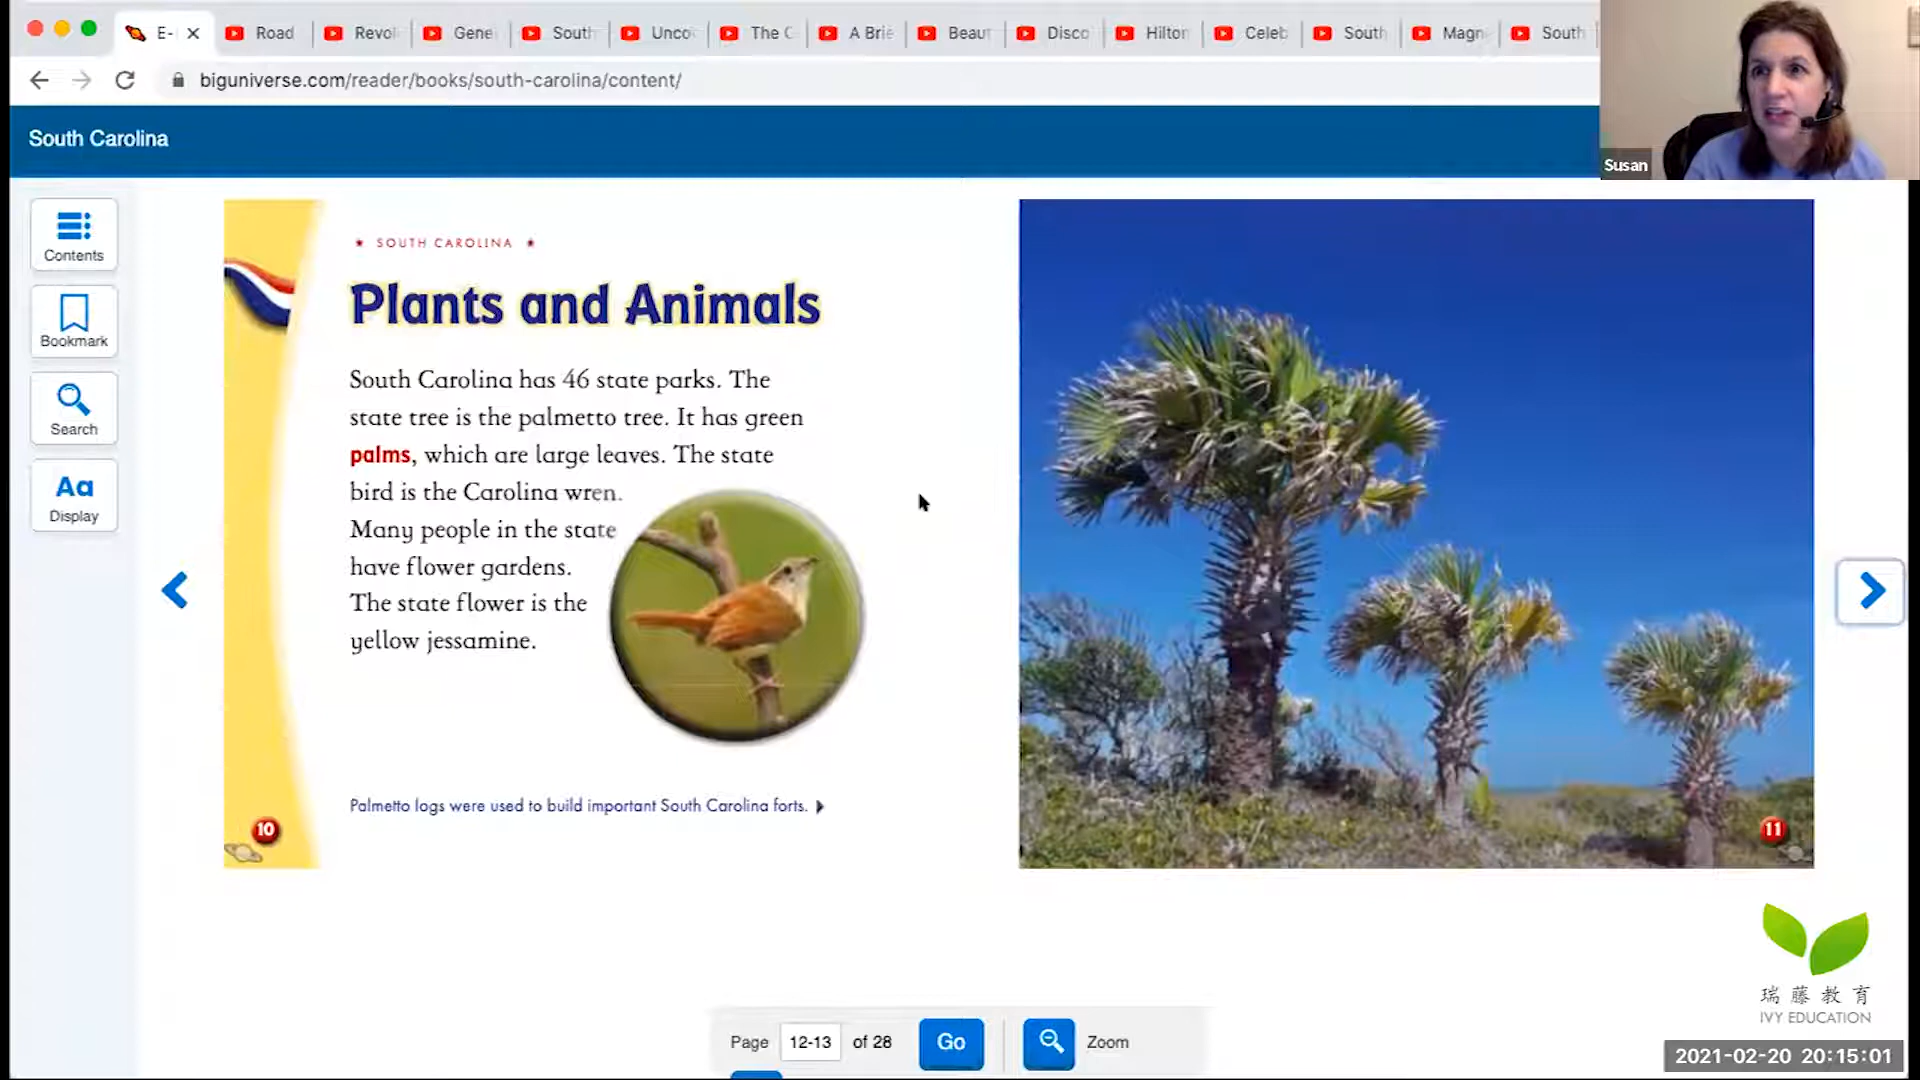 E-
Road
Revol
Gene
South
Unco
The C
A Brie
Beaut
Disco
Hilton
Celeb
South
Magn
South
biguniverse.com/reader/books/south-carolina/content/
Susan
South Carolina
Contents
Bookmark
Search
Aa
Display
SOUTH CAROLINA
Plants and Animals
South Carolina has 46 state parks. The
state tree is the palmetto tree. It has green
palms, which are large leaves. The state
bird is the Carolina wren.
Many people in the state
have flower gardens.
The state flower is the
yellow jessamine.
Palmetto logs were used to build important South Carolina forts.
10
11
瑞藤教育
IVY EDUCATION
Page 12-13 of 28 Go Zoom
2021-02-20 20:15:01